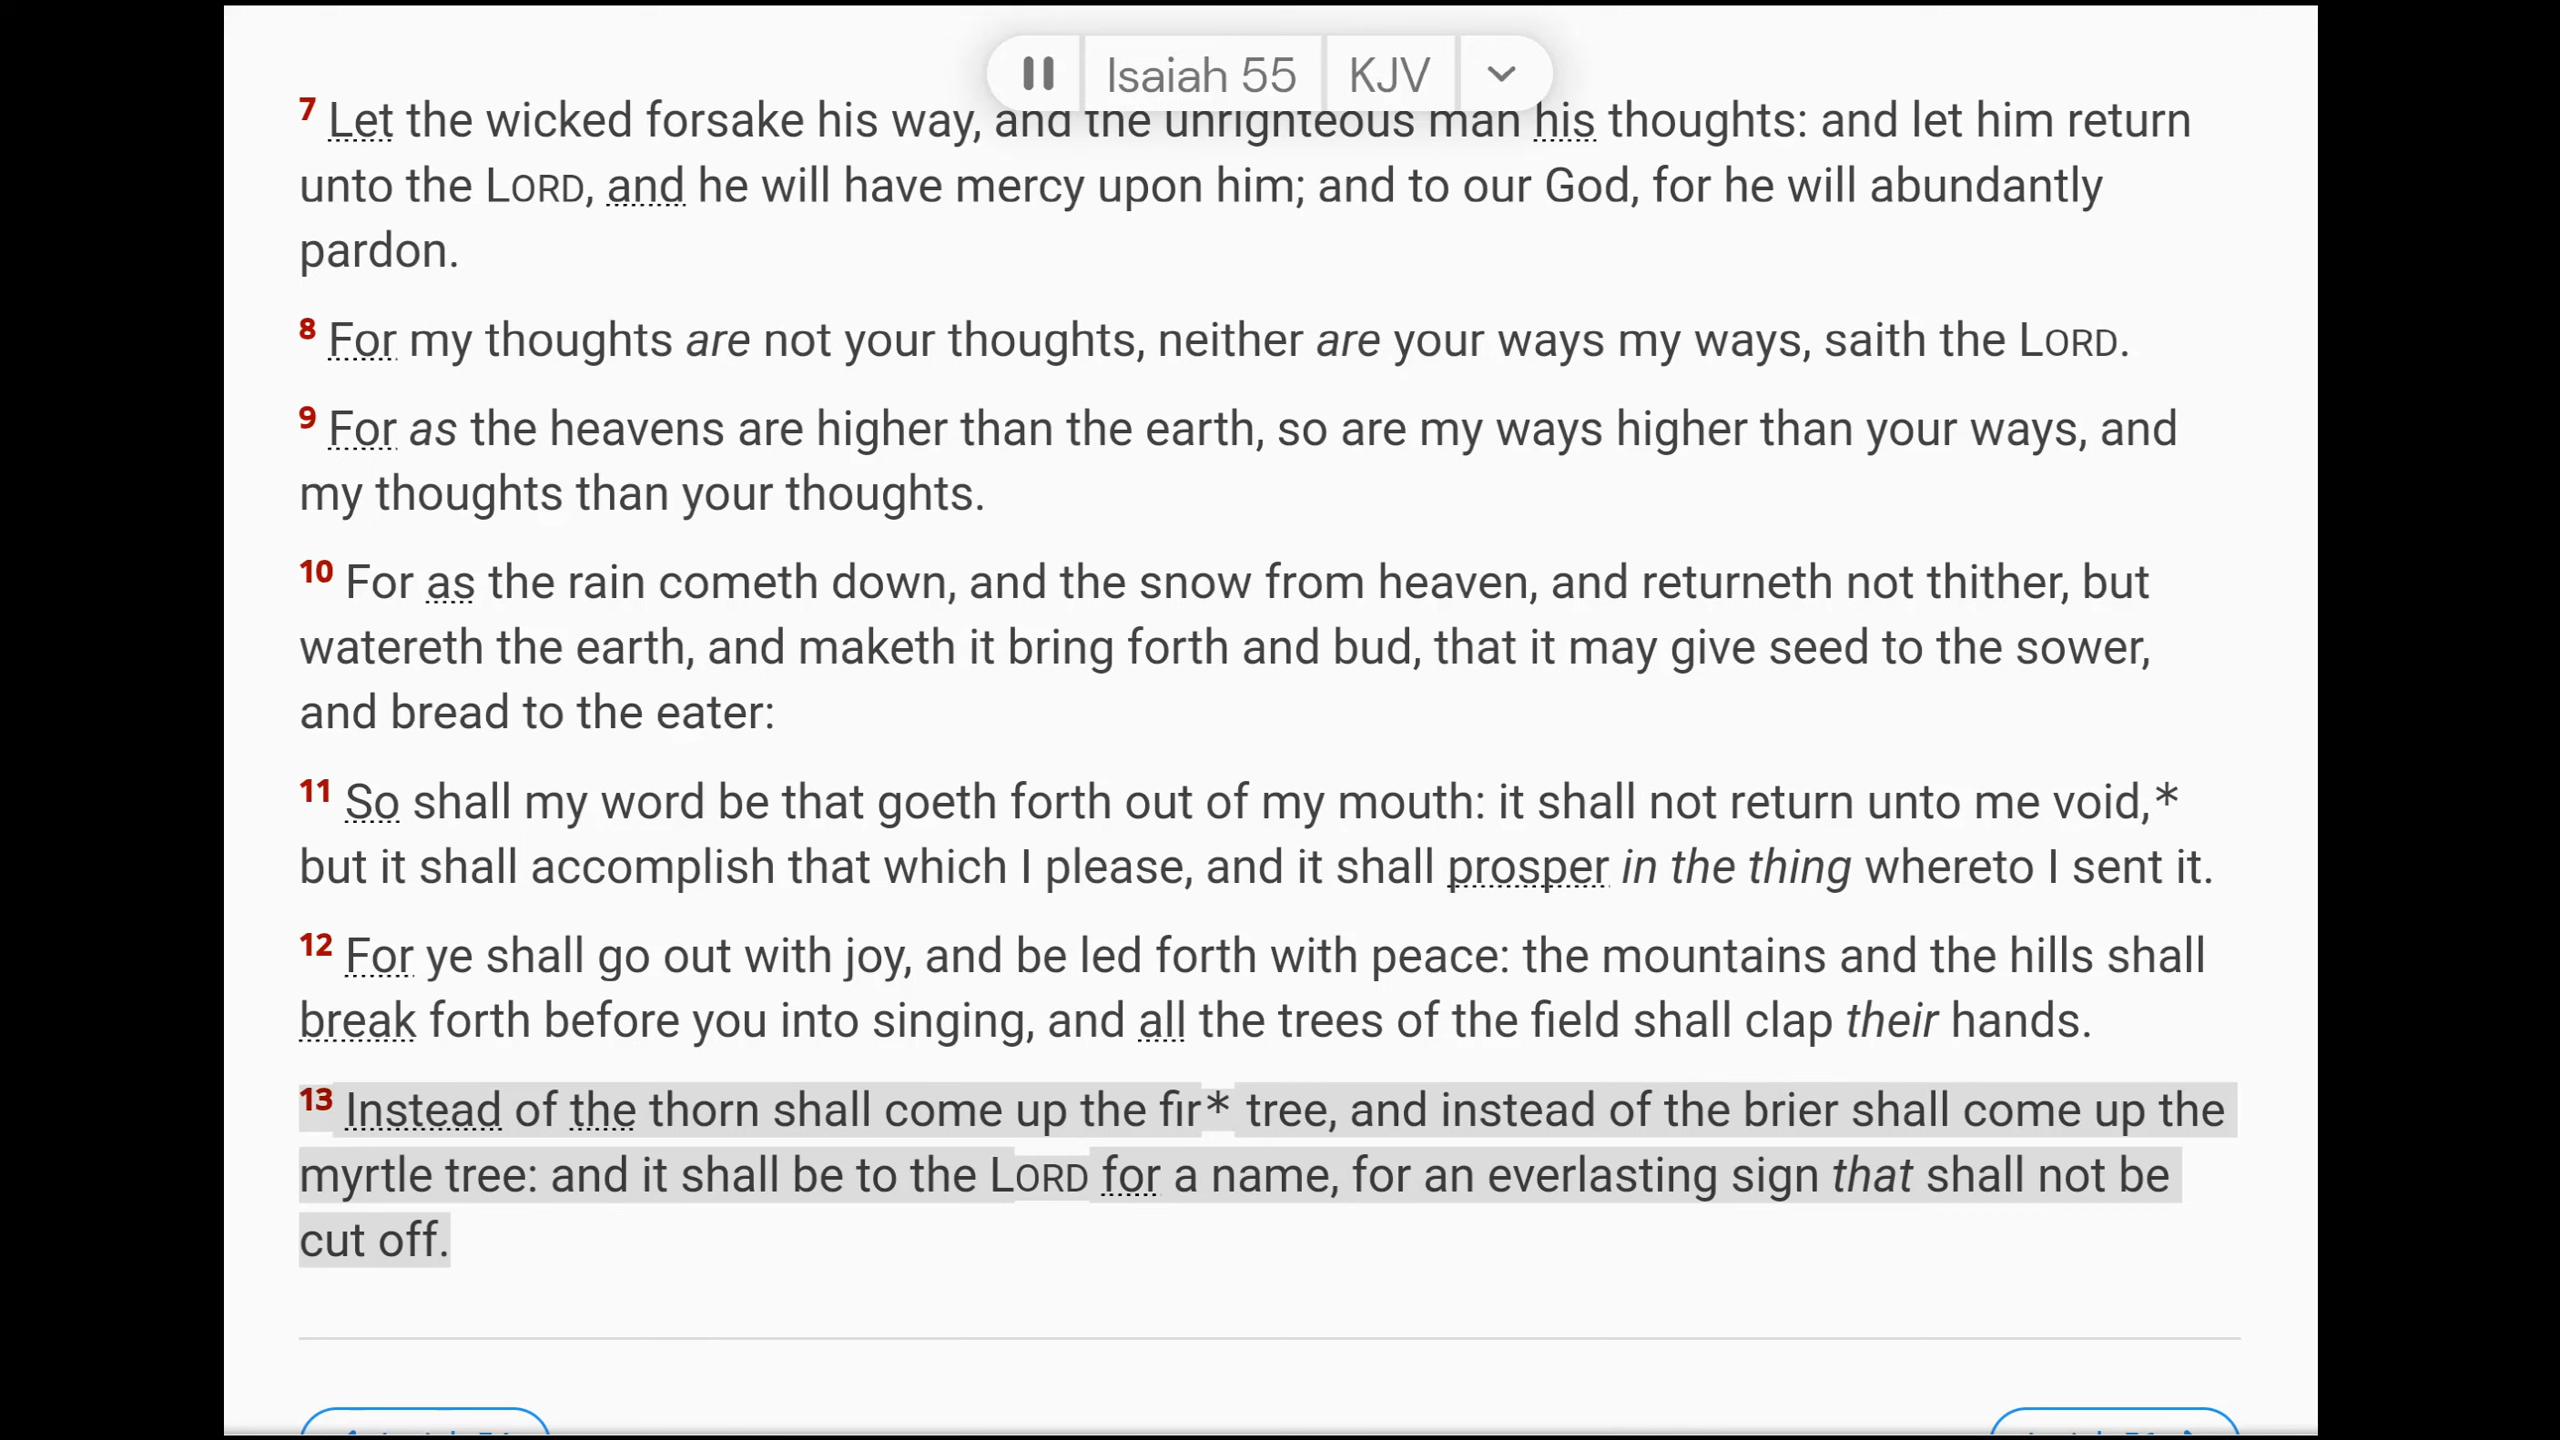 Isaiah 55 KJV
7 Let the wicked forsake his way, and the unrighteous man his thoughts: and let him return
unto the LORD, and he will have mercy upon him; and to our God, for he will abundantly
pardon.
8 For my thoughts are not your thoughts, neither are your ways my ways, saith the LORD.
9 For as the heavens are higher than the earth, so are my ways higher than your ways, and
my thoughts than your thoughts.
10 For as the rain cometh down, and the snow from heaven, and returneth not thither, but
watereth the earth, and maketh it bring forth and bud, that it may give seed to the sower,
and bread to the eater:
11 So shall my word be that goeth forth out of my mouth: it shall not return unto me void,*
but it shall accomplish that which I please, and it shall prosper in the thing whereto I sent it.
12 For ye shall go out with joy, and be led forth with peace: the mountains and the hills shall
break forth before you into singing, and all the trees of the field shall clap their hands.
13 Instead of the thorn shall come up the fir* tree, and instead of the brier shall come up the
myrtle tree: and it shall be to the LORD for a name, for an everlasting sign that shall not be
cut off.